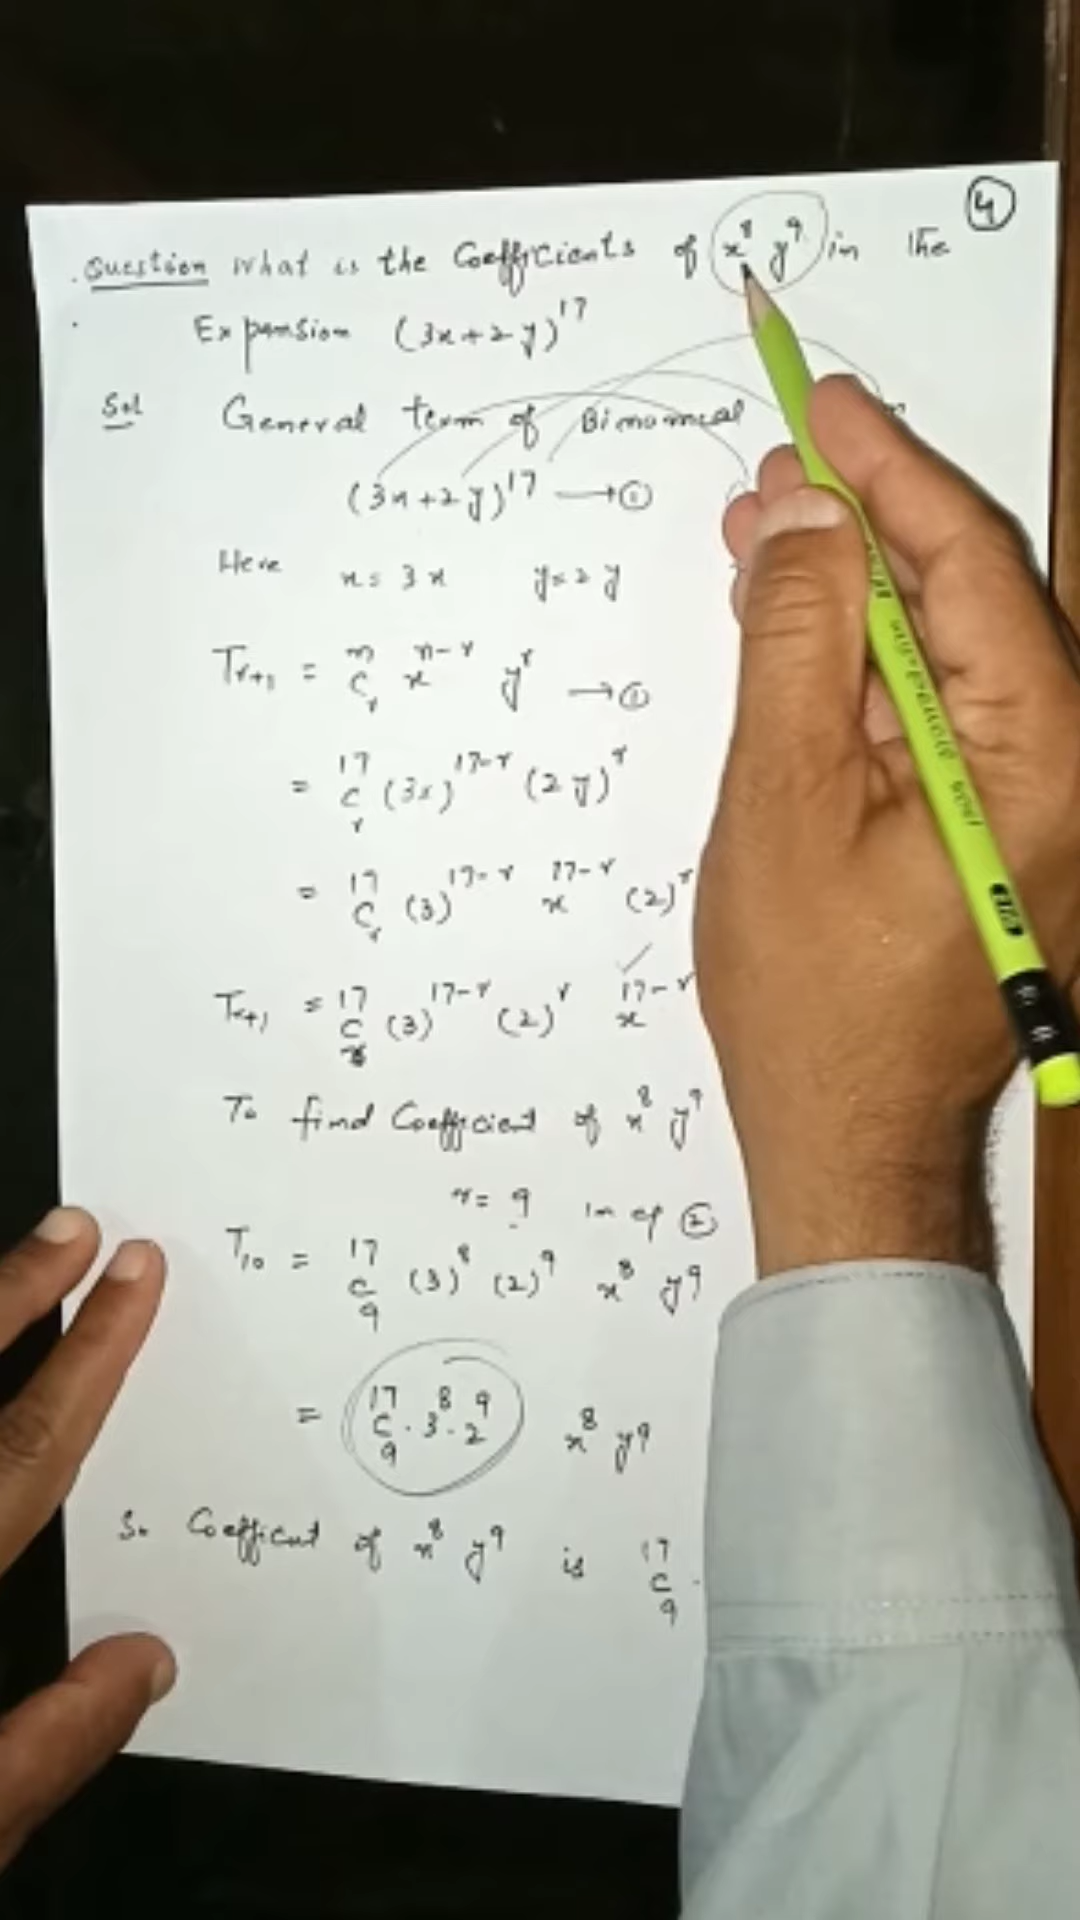 ④
Question What is the Coefficients of x⁸ y⁹ in the
Expansion (3x+2y)¹⁷
Sol General term of Binomial
(3x+2y)¹⁷ → ①
Here x = 3x y = 2y
Tr+1 = ⁿCᵣ xⁿ⁻ʳ yʳ → ①
= ¹⁷Cᵣ (3x)¹⁷⁻ʳ (2y)ʳ
= ¹⁷Cᵣ (3)¹⁷⁻ʳ x¹⁷⁻ʳ (2)ʳ
Tr+1 = ¹⁷Cᵣ (3)¹⁷⁻ʳ (2)ʳ x¹⁷⁻ʳ
To find Coefficient of x⁸ y⁹
r = 9 in eq ②
T₁₀ = ¹⁷C₉ (3)⁸ (2)⁹ x⁸ y⁹
= ¹⁷C₉ . 3⁸ . 2⁹ x⁸ y⁹
So Coefficient of x⁸ y⁹ is ¹⁷C₉ .